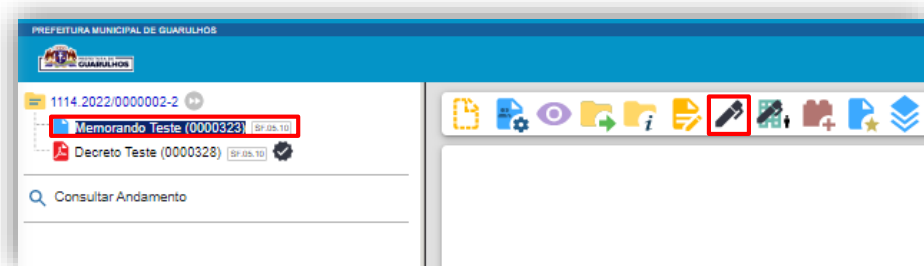 PREFEITURA MUNICIPAL DE GUARULHOS
GUARULHOS
1114.2022/0000002-2
Memorando Teste (0000323) SF.05.10
Decreto Teste (0000328) SF.05.10
Consultar Andamento